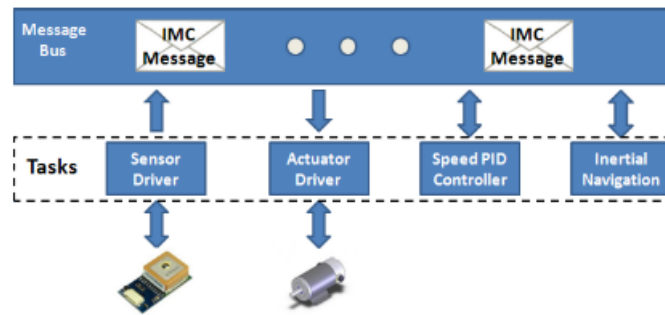 Message
Bus
IMC
Message
IMC
Message
Tasks
Sensor
Driver
Actuator
Driver
Speed PID
Controller
Inertial
Navigation